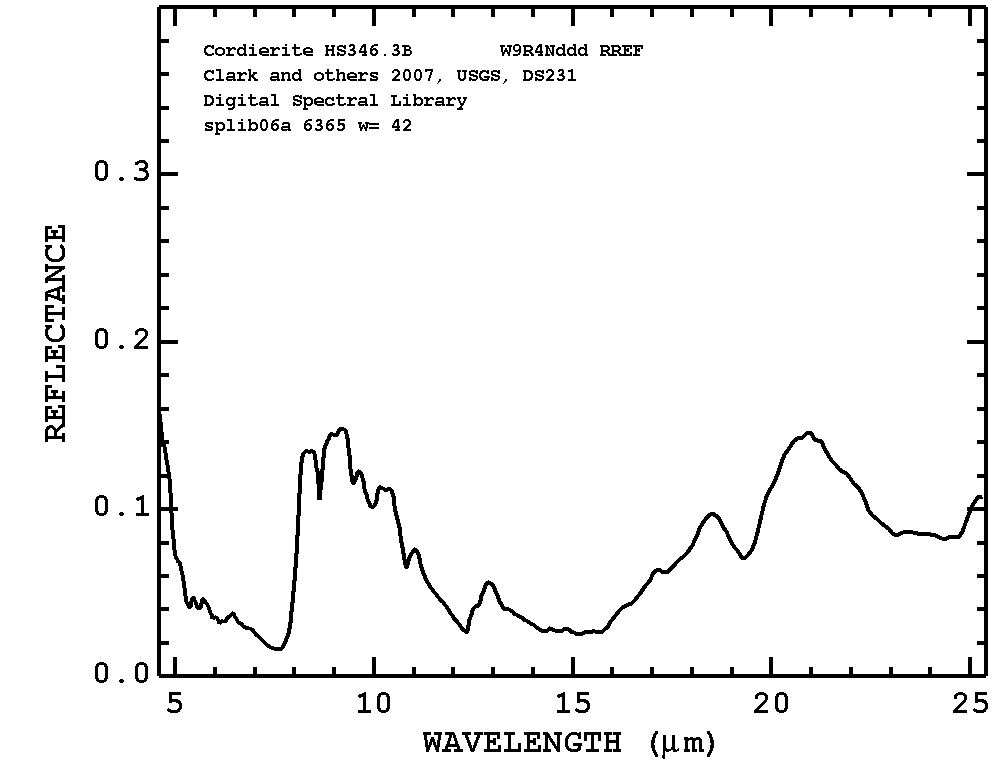 Cordierite HS346.3B W9R4Nddd RREF
Clark and others 2007, USGS, DS231
Digital Spectral Library
splib06a 6365 w= 42
0.3
0.2
0.1
0.0
REFLECTANCE
5 10 15 20 25
WAVELENGTH (μm)